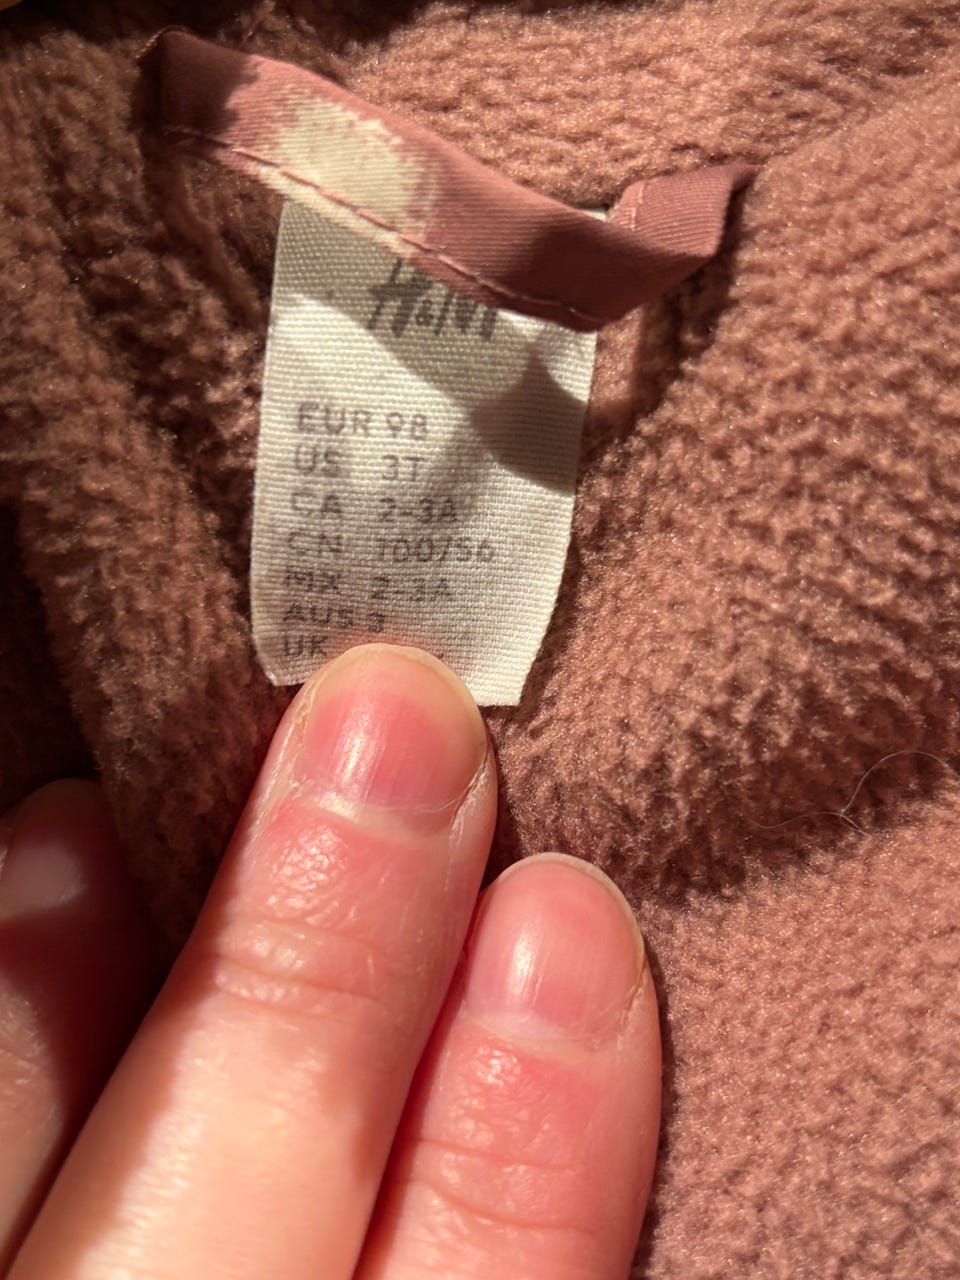 H&M
EUR 98
US 3T
CA 2-3A
CN 100/56
MX 2-3A
AUS 3
UK